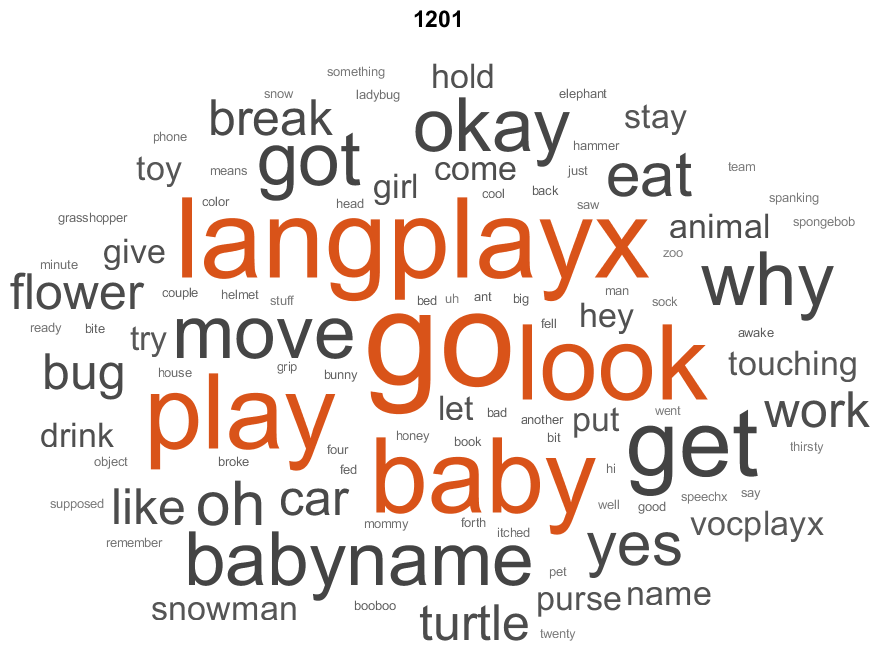 1201
something
hold
snow
ladybug
elephant
break
okay
stay
phone
got
hammer
toy
means
come
just
eat
team
girl
cool
back
spanking
color
head
saw
grasshopper
langplayx
animal
spongebob
give
zoo
minute
why
flower
couple
helmet
stuff
bed
uh
ant
big
man
sock
ready
bite
try
move
go
fell
hey
awake
look
bug
house
grip
bunny
touching
play
let
bad
another
put
went
work
drink
honey
book
bit
get
thirsty
object
broke
four
fed
baby
hi
supposed
like
oh
car
well
good
speechx
say
remember
mommy
forth
itched
vocplayx
babyname
yes
pet
snowman
booboo
turtle
purse
name
twenty